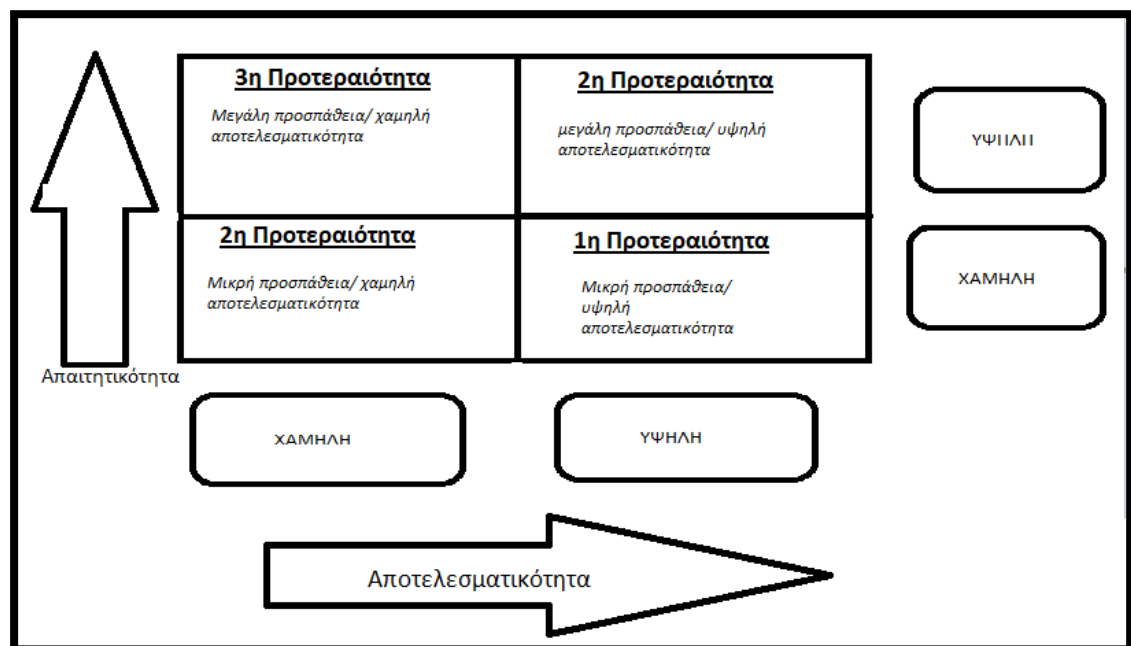 3η Προτεραιότητα
Μεγάλη προσπάθεια/ χαμηλή
αποτελεσματικότητα
2η Προτεραιότητα
μεγάλη προσπάθεια/ υψηλή
αποτελεσματικότητα
ΥΨΗΛΗ
2η Προτεραιότητα
Μικρή προσπάθεια/ χαμηλή
αποτελεσματικότητα
1η Προτεραιότητα
Μικρή προσπάθεια/
υψηλή
αποτελεσματικότητα
ΧΑΜΗΛΗ
Απαιτητικότητα
ΧΑΜΗΛΗ
ΥΨΗΛΗ
Αποτελεσματικότητα